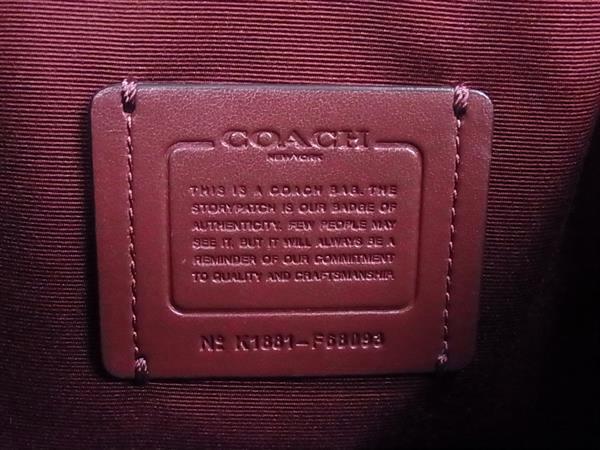 COACH
NEW YORK
THIS IS A COACH BAG. THE
STORYPATCH IS OUR BADGE OF
AUTHENTICITY. FEW PEOPLE MAY
SEE IT, BUT IT WILL ALWAYS BE A
REMINDER OF OUR COMMITMENT
TO QUALITY AND CRAFTSMANSHIP.
Nº K1881-F68093